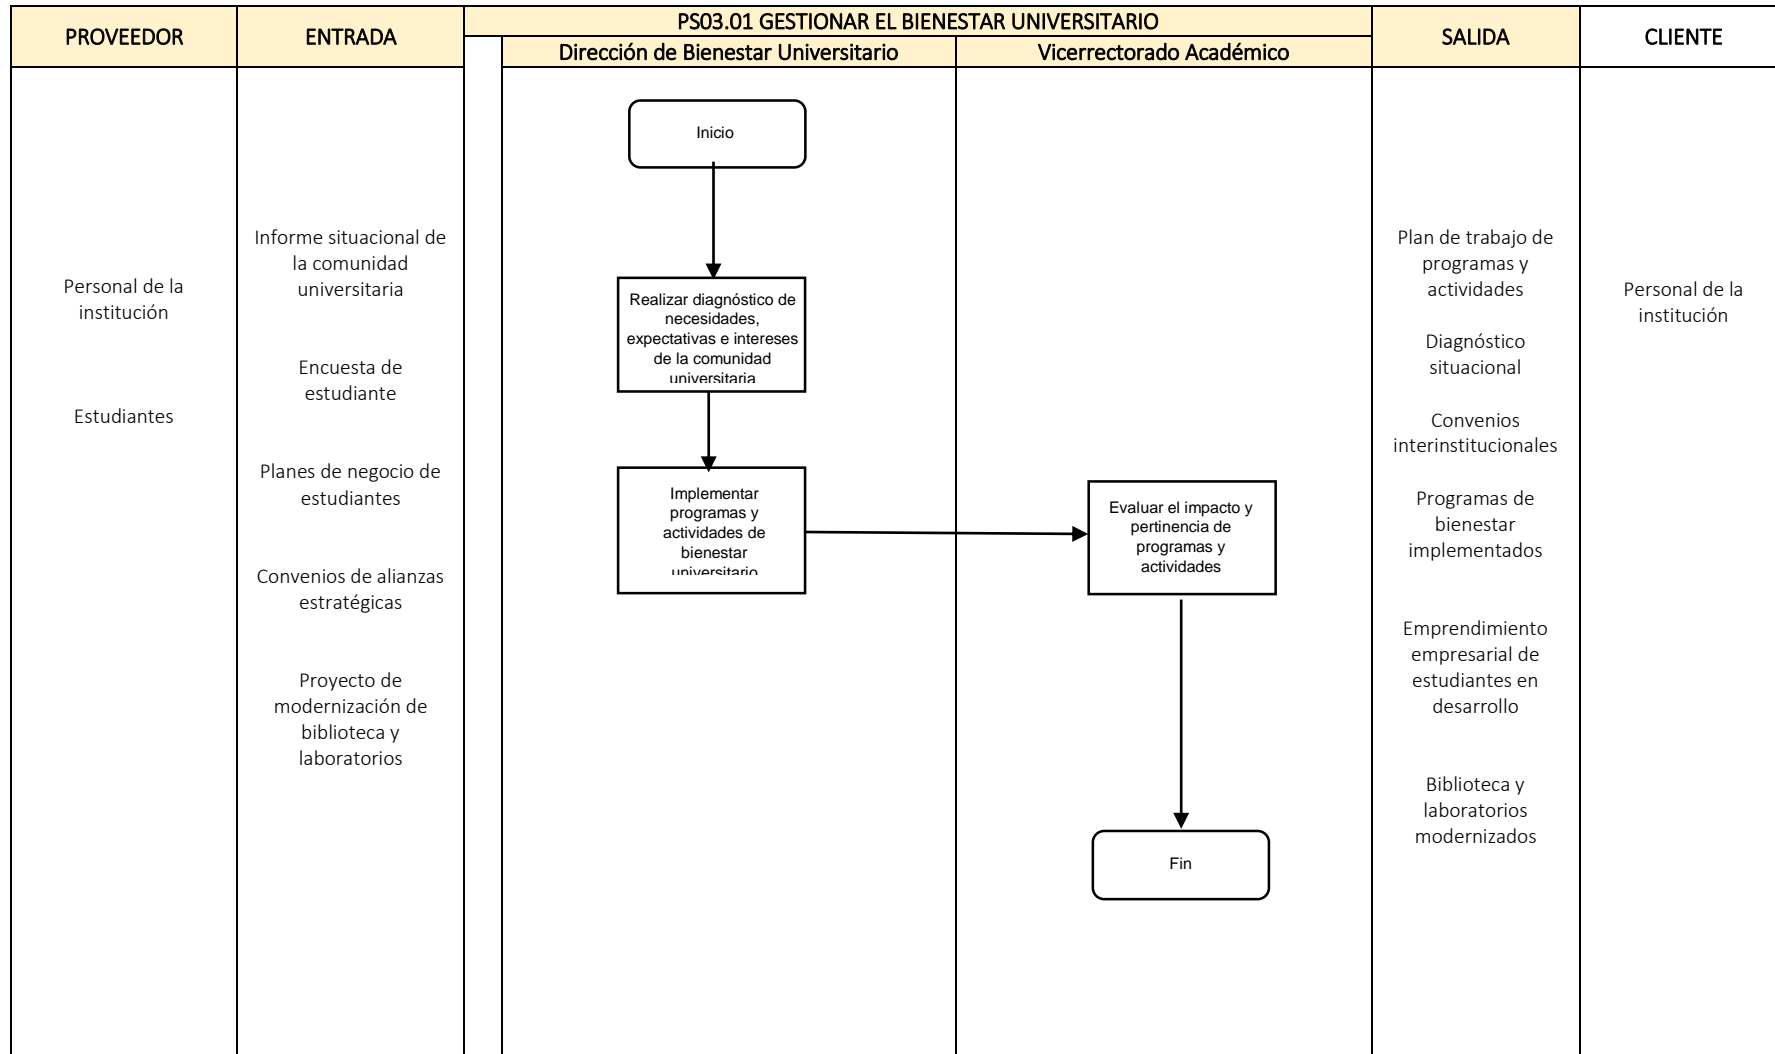 PROVEEDOR
ENTRADA
PS03.01 GESTIONAR EL BIENESTAR UNIVERSITARIO
Dirección de Bienestar Universitario
Vicerrectorado Académico
SALIDA
CLIENTE
Personal de la
institución
Estudiantes
Informe situacional de
la comunidad
universitaria
Encuesta de
estudiante
Planes de negocio de
estudiantes
Convenios de alianzas
estratégicas
Proyecto de
modernización de
biblioteca y
laboratorios
Inicio
Realizar diagnóstico de
necesidades,
expectativas e intereses
de la comunidad
universitaria
Implementar
programas y
actividades de
bienestar
universitario
Evaluar el impacto y
pertinencia de
programas y
actividades
Fin
Plan de trabajo de
programas y
actividades
Diagnóstico
situacional
Convenios
interinstitucionales
Programas de
bienestar
implementados
Emprendimiento
empresarial de
estudiantes en
desarrollo
Biblioteca y
laboratorios
modernizados
Personal de la
institución